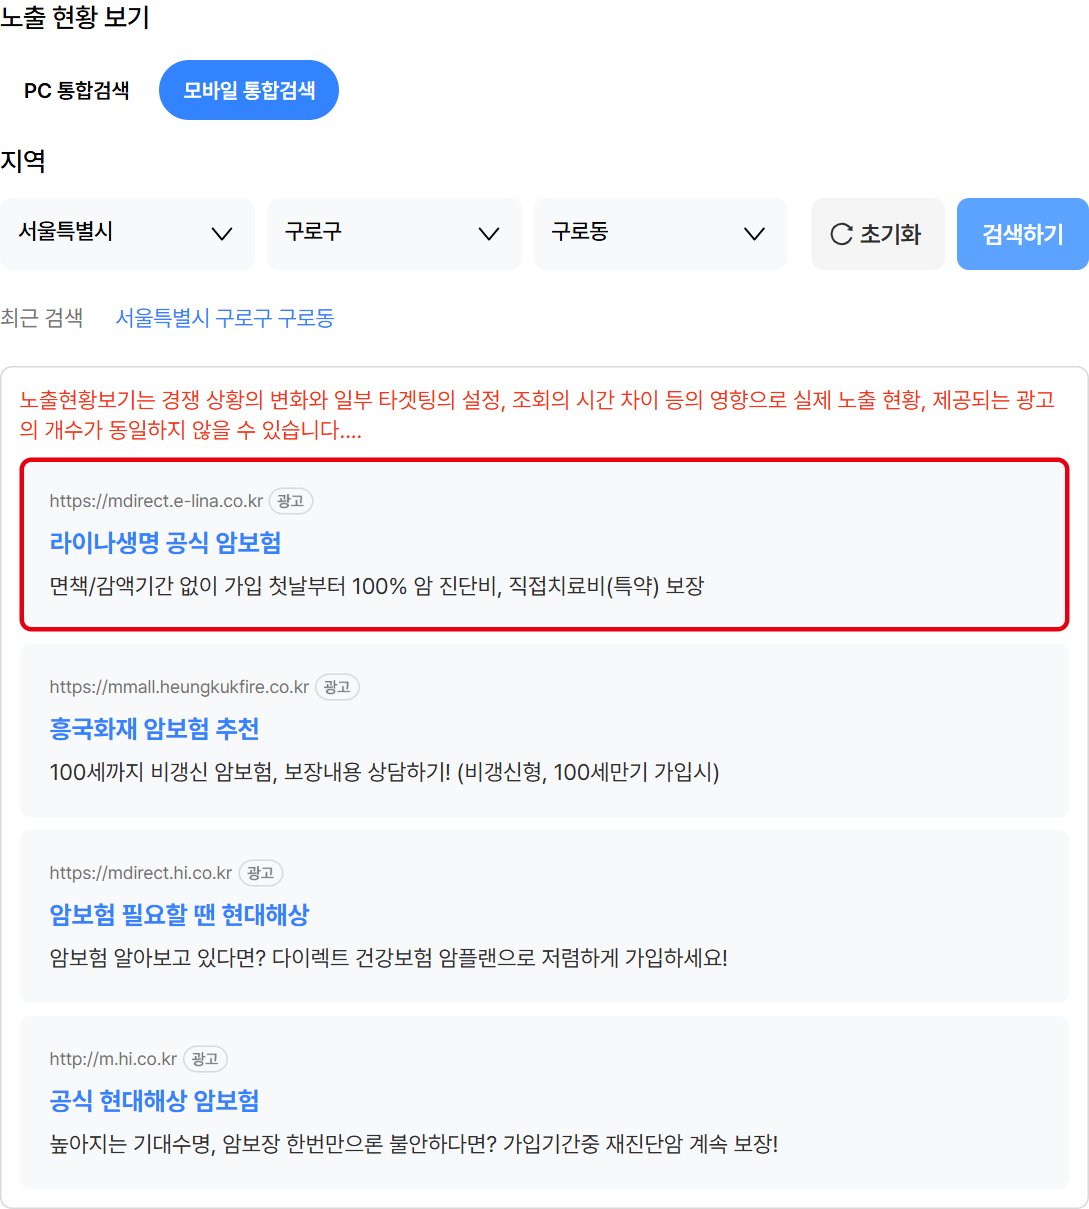 노출 현황 보기
PC 통합검색 모바일 통합검색
지역
서울특별시 구로구 구로동 초기화 검색하기
최근 검색 서울특별시 구로구 구로동
노출현황보기는 경쟁 상황의 변화와 일부 타겟팅의 설정, 조회의 시간 차이 등의 영향으로 실제 노출 현황, 제공되는 광고
의 개수가 동일하지 않을 수 있습니다....
https://mdirect.e-lina.co.kr 광고
라이나생명 공식 암보험
면책/감액기간 없이 가입 첫날부터 100% 암 진단비, 직접치료비(특약) 보장
https://mmall.heungkukfire.co.kr 광고
흥국화재 암보험 추천
100세까지 비갱신 암보험, 보장내용 상담하기! (비갱신형, 100세만기 가입시)
https://mdirect.hi.co.kr 광고
암보험 필요할 땐 현대해상
암보험 알아보고 있다면? 다이렉트 건강보험 암플랜으로 저렴하게 가입하세요!
http://m.hi.co.kr 광고
공식 현대해상 암보험
높아지는 기대수명, 암보장 한번만으론 불안하다면? 가입기간중 재진단암 계속 보장!